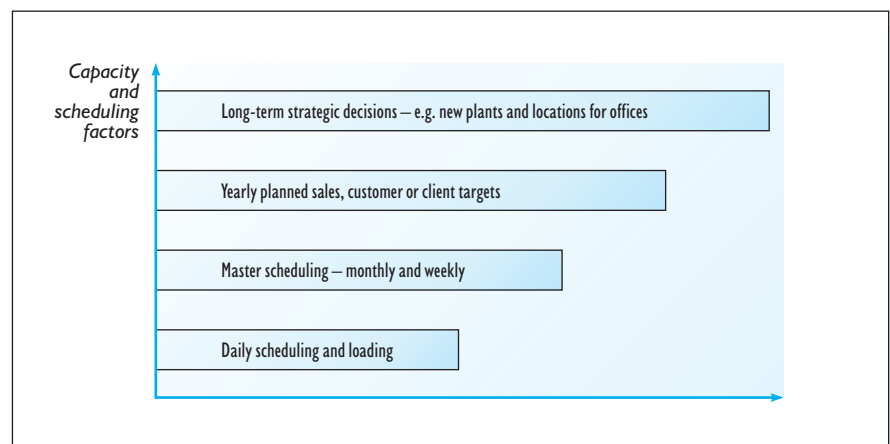 Capacity
and
scheduling
factors
Long-term strategic decisions – e.g. new plants and locations for offices
Yearly planned sales, customer or client targets
Master scheduling – monthly and weekly
Daily scheduling and loading